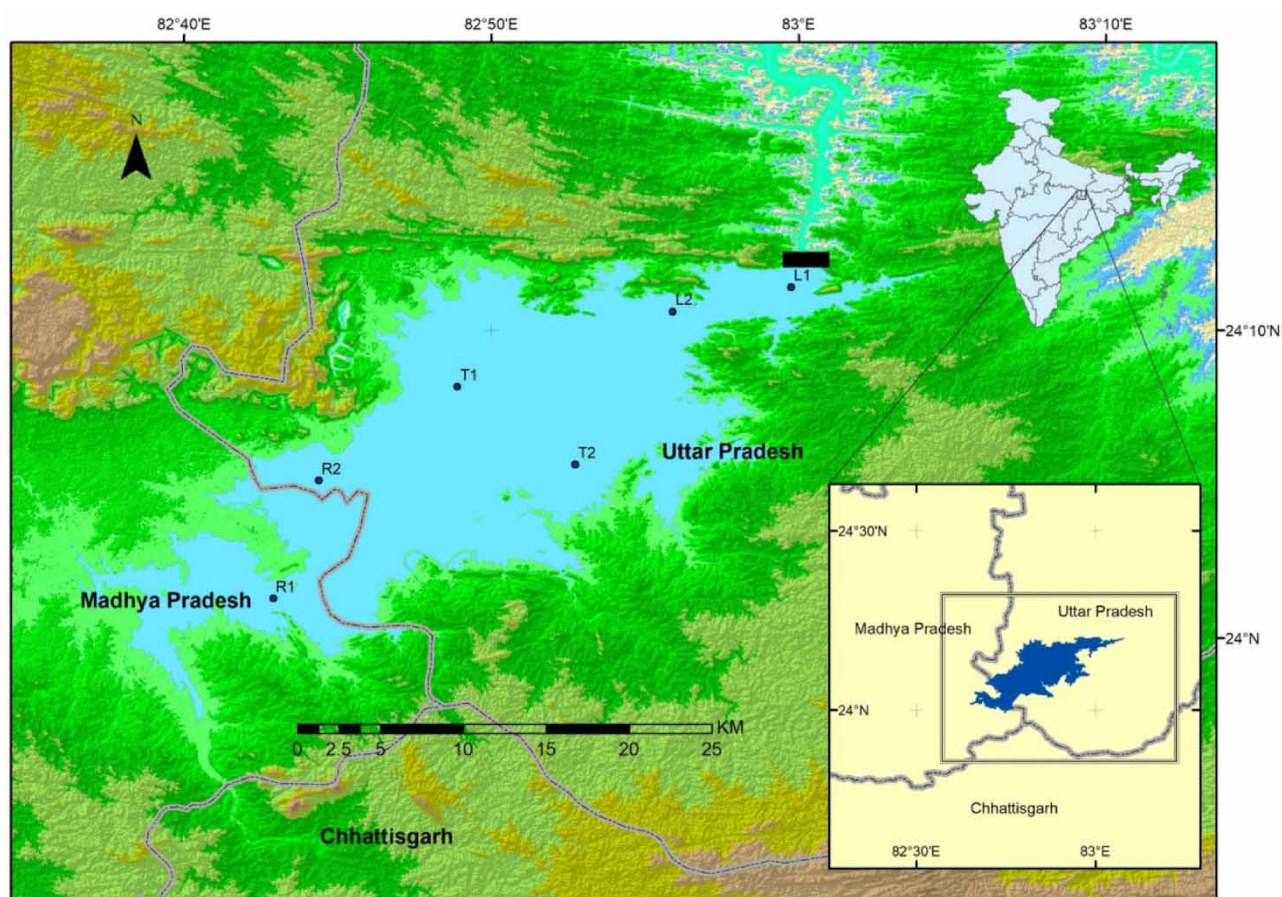 82°40'E
82°50'E
83°E
83°10'E
N
L1
L2
24°10'N
T1
T2
Uttar Pradesh
R2
R1
Madhya Pradesh
24°N
KM
0 2.5 5 10 15 20 25
Chhattisgarh
24°30'N
Uttar Pradesh
Madhya Pradesh
24°N
Chhattisgarh
82°30'E
83°E